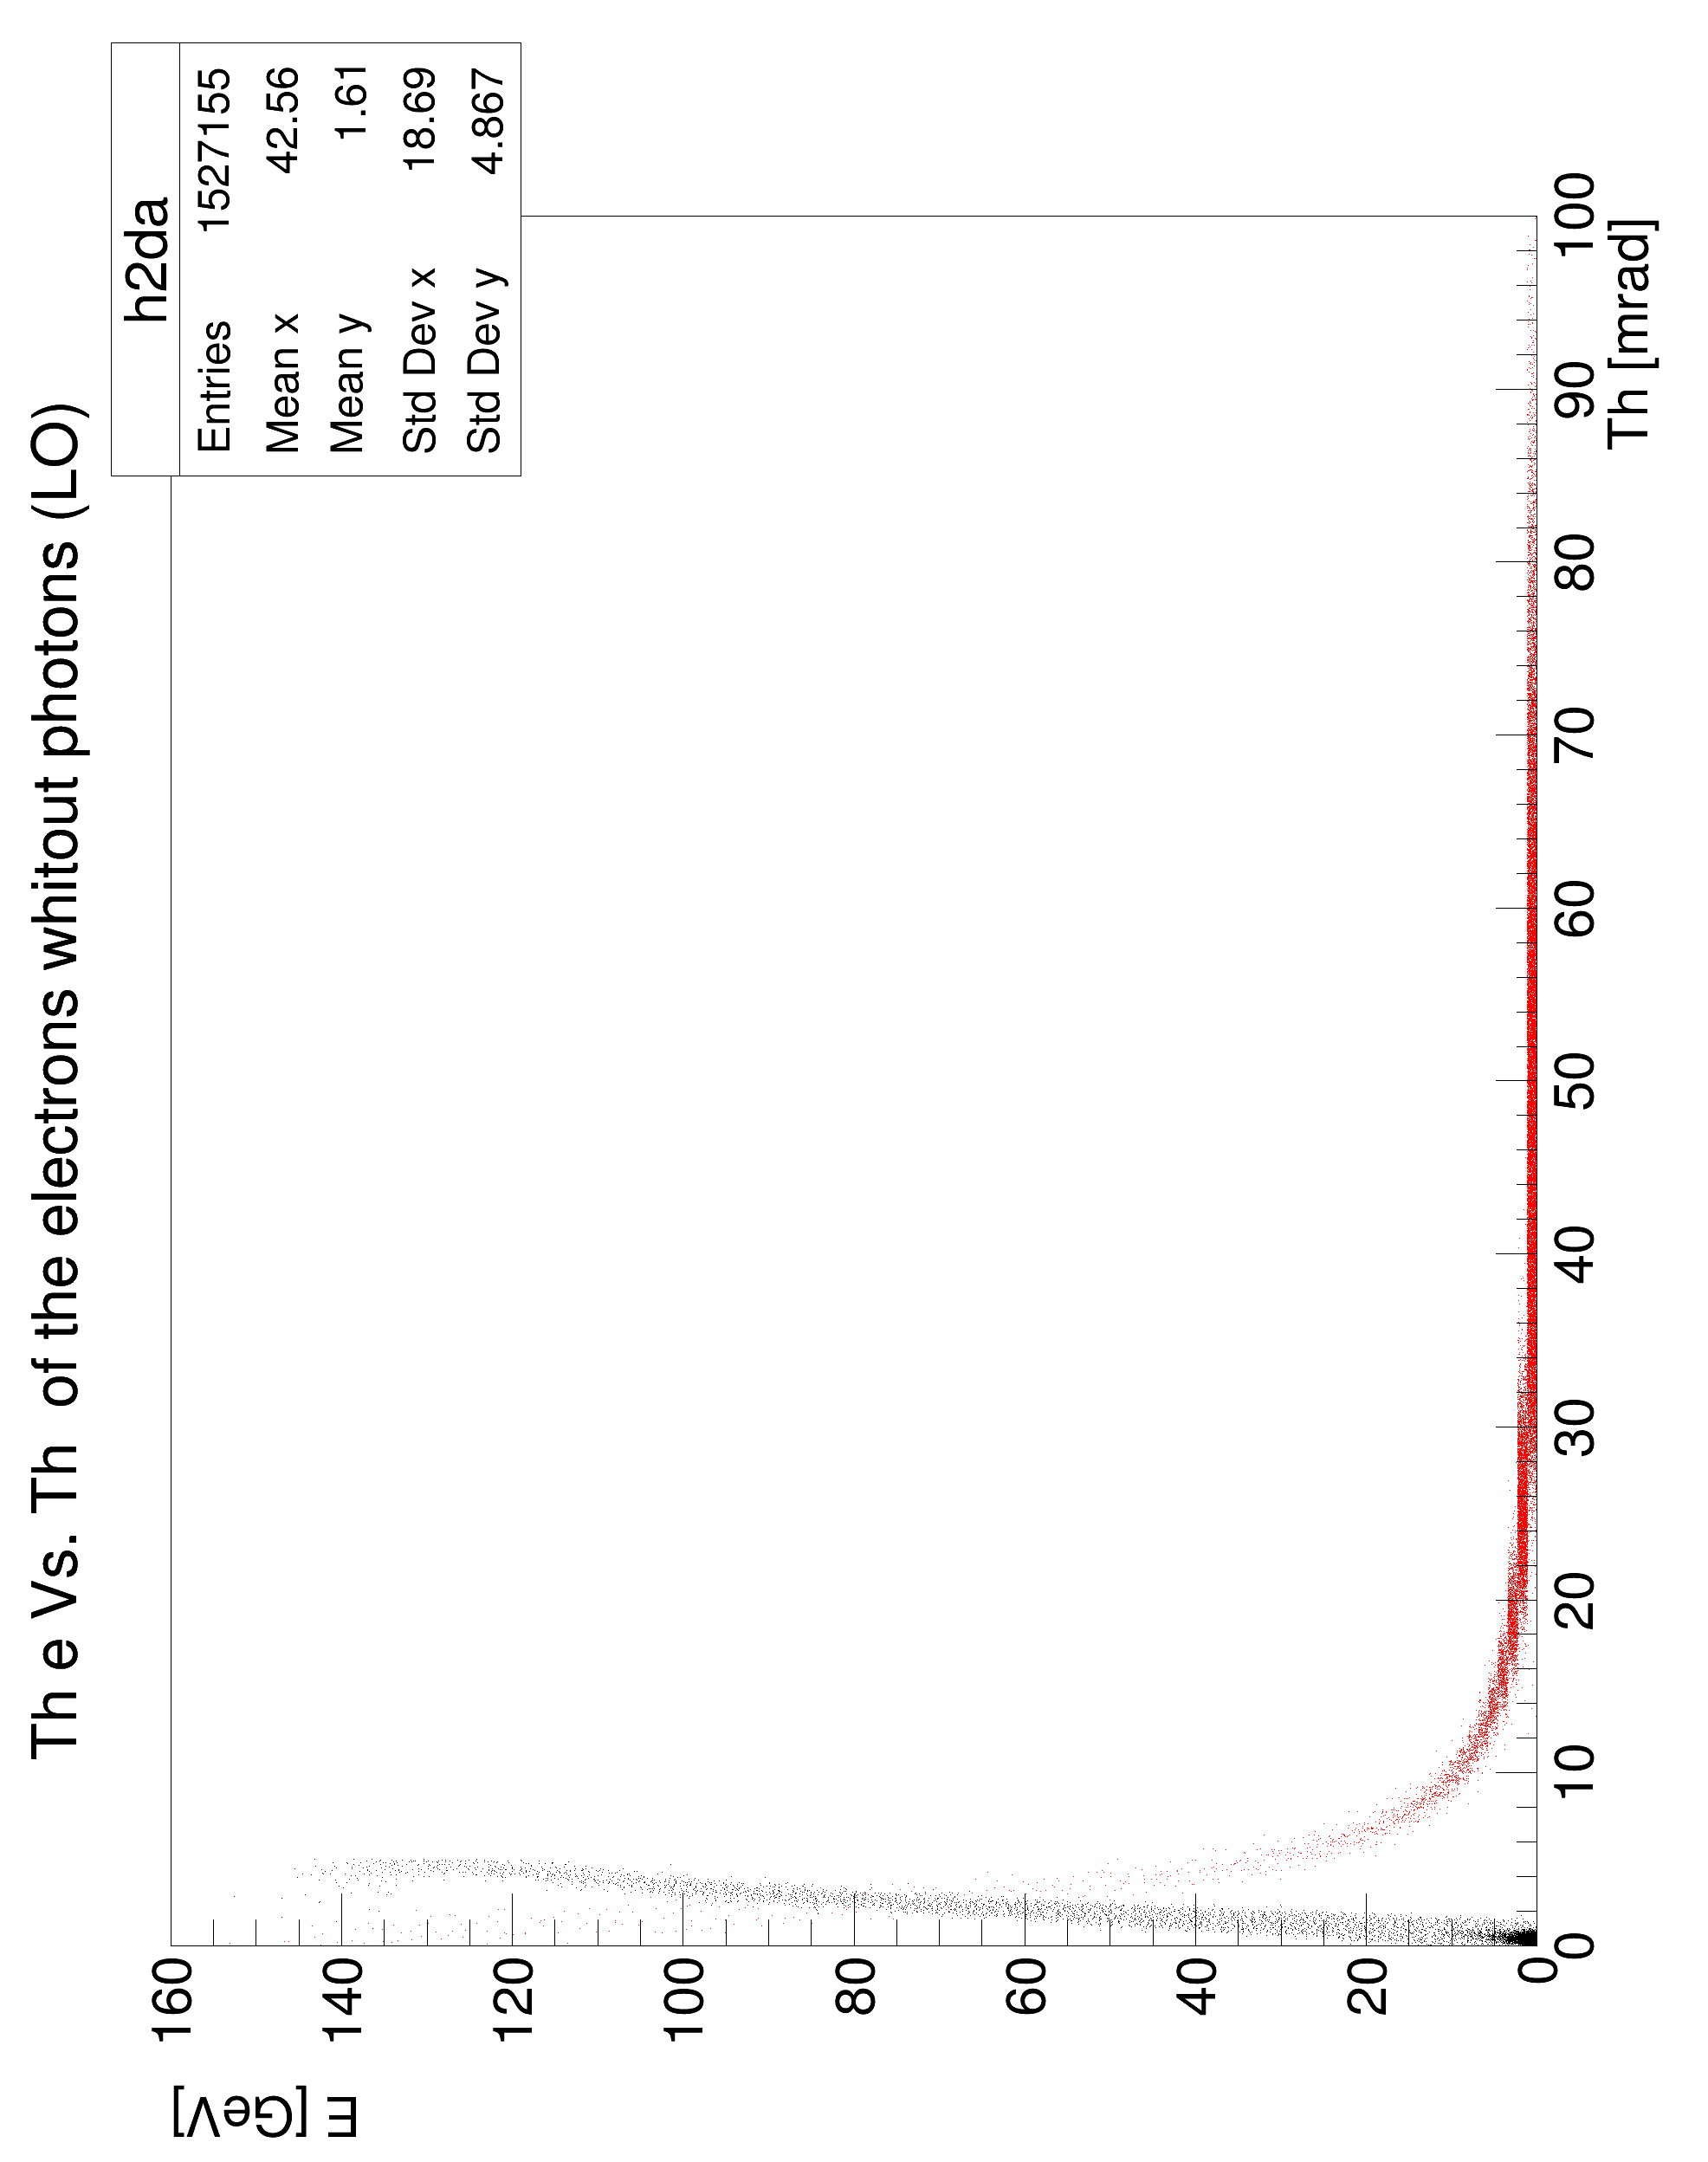 Th e Vs. Th of the electrons whitout photons (LO)
h2da
Entries 1527155
Mean x 42.56
Mean y 1.61
Std Dev x 18.69
Std Dev y 4.867
E [GeV]
160
140
120
100
80
60
40
20
0
0 10 20 30 40 50 60 70 80 90 100
Th [mrad]